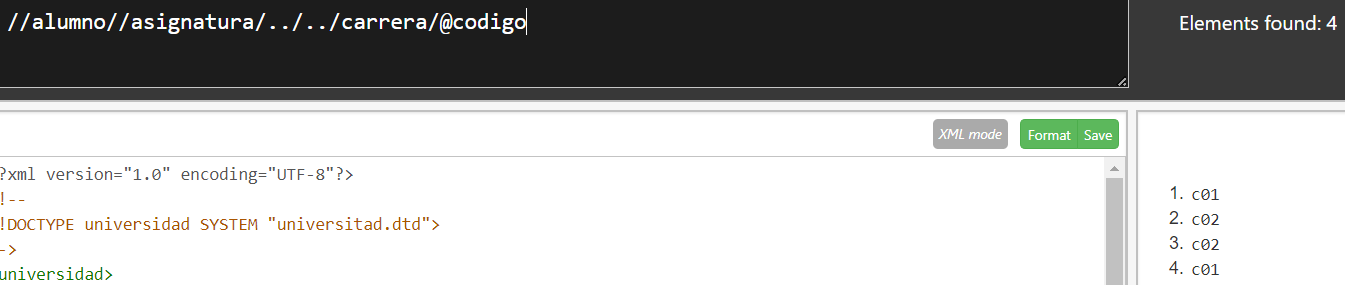 //alumno//asignatura/../../carrera/@codigo
Elements found: 4
XML mode
Format
Save
?xml version="1.0" encoding="UTF-8"?>
!--
!DOCTYPE universidad SYSTEM "universitad.dtd">
->
universidad>
1. c01
2. c02
3. c02
4. c01